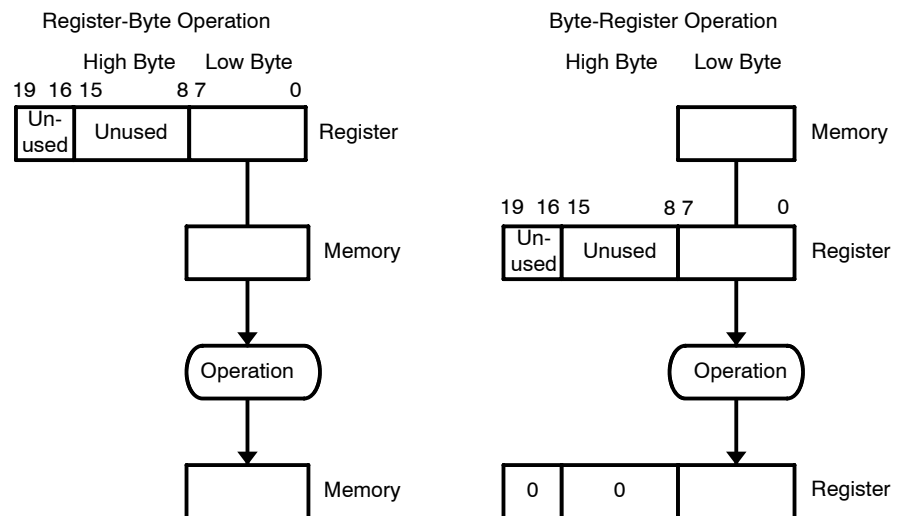 Register-Byte Operation
High Byte Low Byte
19 16 15 8 7 0
Un-
used
Unused
Register
Memory
Operation
Memory
Byte-Register Operation
High Byte Low Byte
Memory
19 16 15 8 7 0
Un-
used
Unused
Register
Operation
0 0 Register